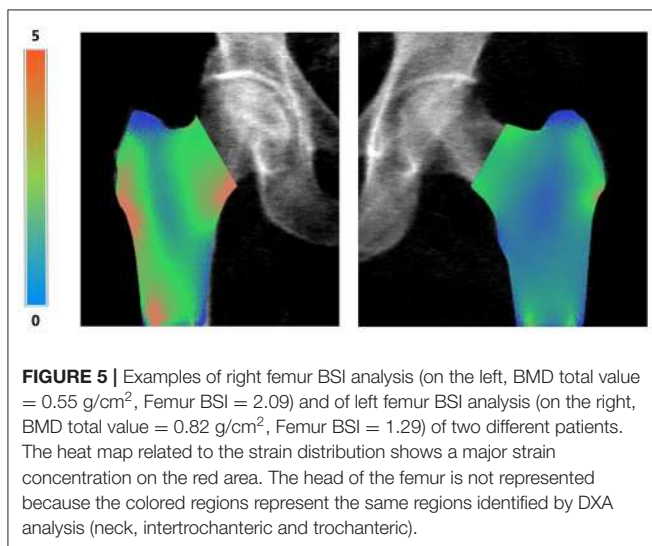 5
0
FIGURE 5 | Examples of right femur BSI analysis (on the left, BMD total value
= 0.55 g/cm², Femur BSI = 2.09) and of left femur BSI analysis (on the right,
BMD total value = 0.82 g/cm², Femur BSI = 1.29) of two different patients.
The heat map related to the strain distribution shows a major strain
concentration on the red area. The head of the femur is not represented
because the colored regions represent the same regions identified by DXA
analysis (neck, intertrochanteric and trochanteric).